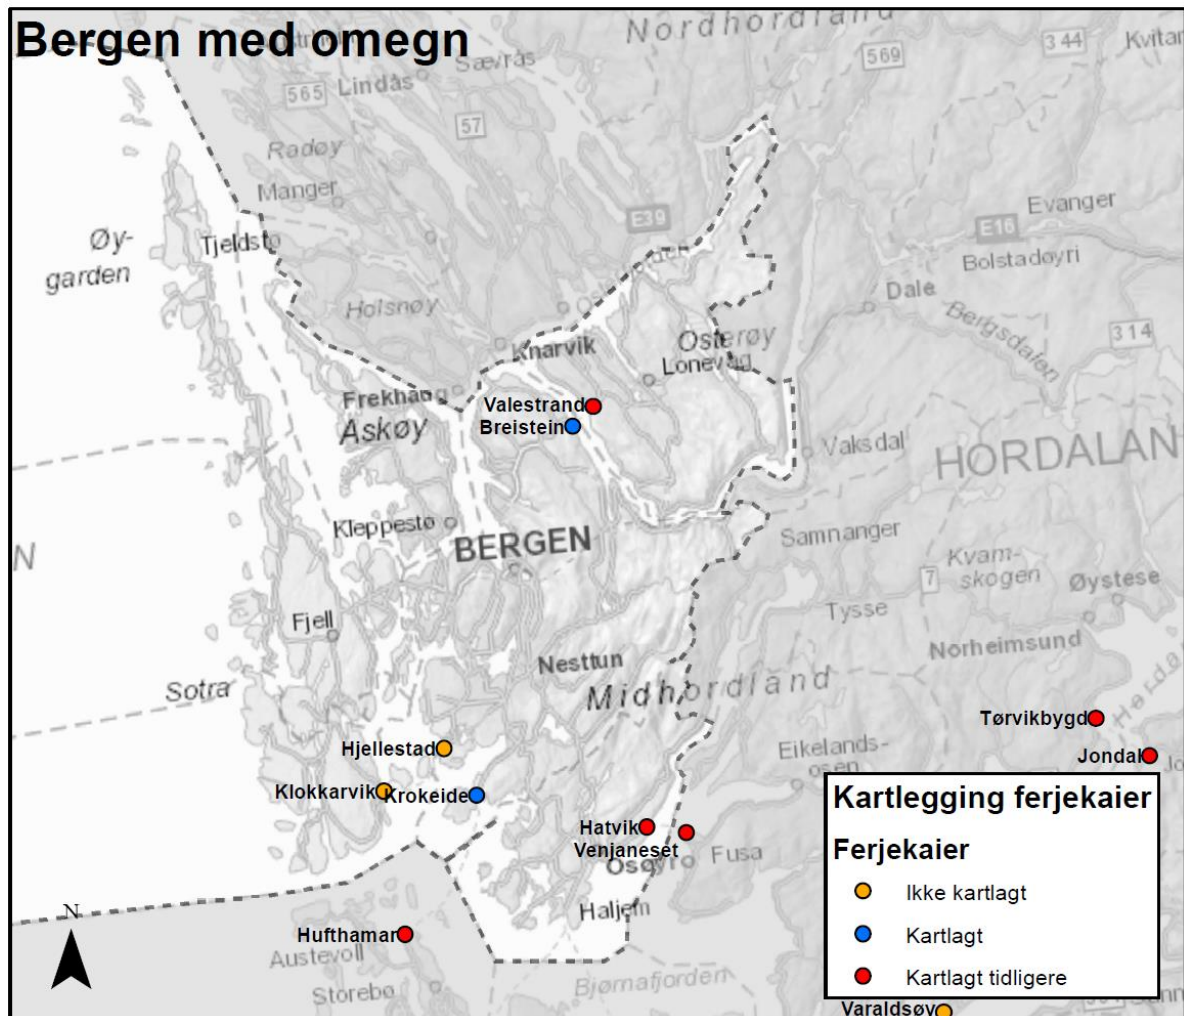 Bergen med omegn
Nordhordland
569
344
Sævrås
Lindås
565
57
Radøy
Manger
E39
Evanger
E16
Øy-
garden
Tjeldstø
Bolstadøyri
Dale
Holsnøy
Bergsdalen
314
Knarvik
Osterøy
Lonevåg
Frekhaug
Askøy
Valestrand
Breistein
Vaksdal
HORDALAN
Kleppestø
BERGEN
Samnanger
Kvam-
skogen
7
Øystese
Tysse
Fjell
Norheimsund
Nesttun
Midhordland
Sotra
Tørvikbygd
Hjellestad
Eikelands-
osen
Jondal
Klokkarvik
Krokeide
Hatvik
Venjaneset
Osøyro
Fusa
Haljem
Hufthamar
Austevoll
Storebø
Bjørnafjorden
Varaldsøy
N
Kartlegging ferjekaier
Ferjekaier
Ikke kartlagt
Kartlagt
Kartlagt tidligere